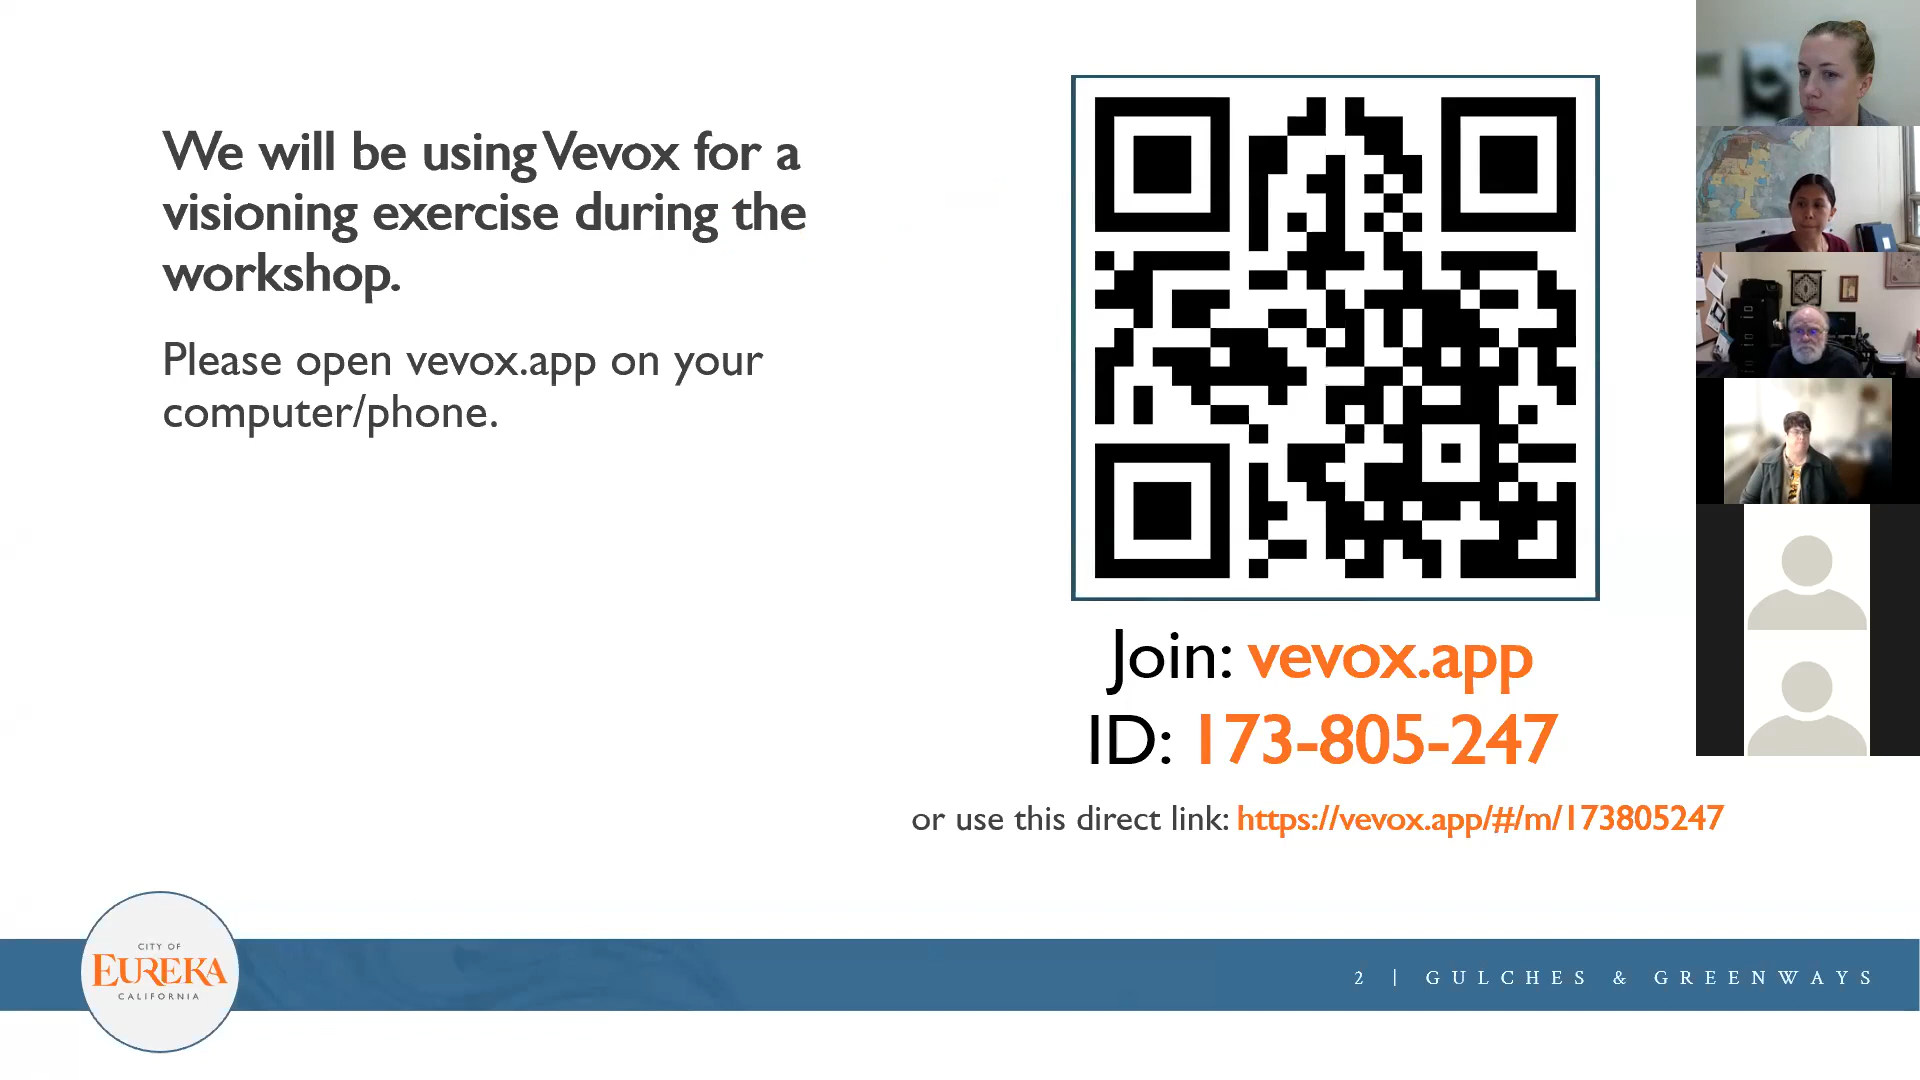 We will be using Vevox for a
visioning exercise during the
workshop.
Please open vevox.app on your
computer/phone.
Join: vevox.app
ID: 173-805-247
or use this direct link: https://vevox.app/#/m/173805247
CITY OF
EUREKA
CALIFORNIA
2 | GULCHES & GREENWAYS